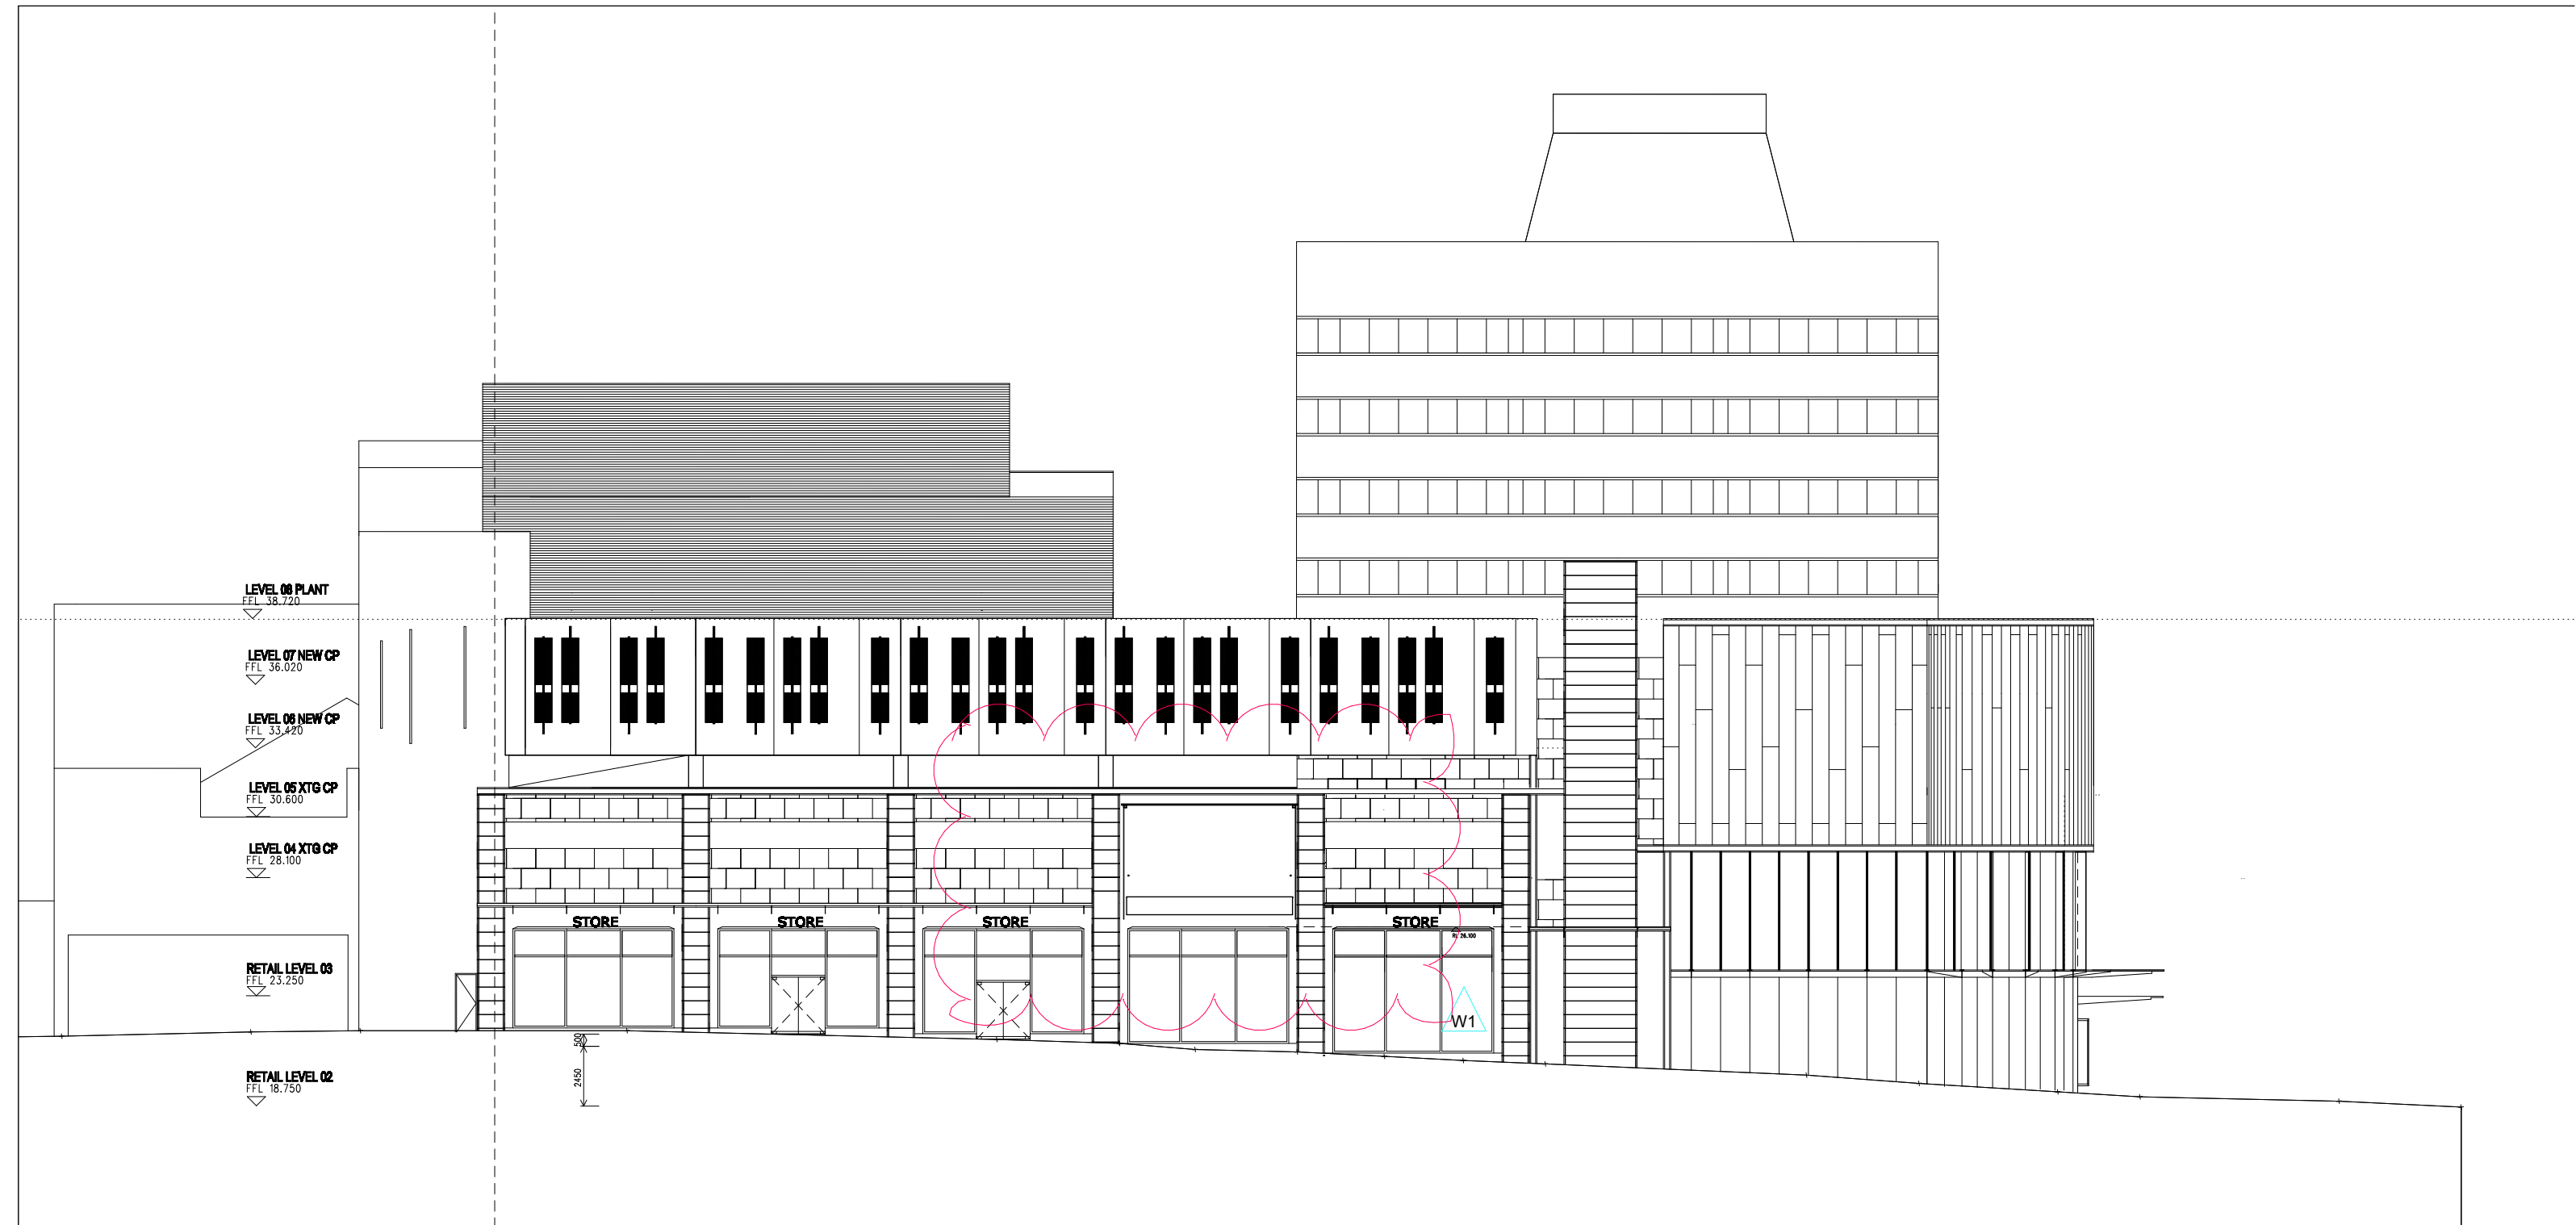 LEVEL 08 PLANT
FFL 38.720
LEVEL 07 NEW CP
FFL 36.020
LEVEL 06 NEW CP
FFL 33.420
LEVEL 05 XTG CP
FFL 30.600
LEVEL 04 XTG CP
FFL 28.100
STORE STORE STORE STORE
26.100
RETAIL LEVEL 03
FFL 23.250
W1
500
2450
RETAIL LEVEL 02
FFL 18.750